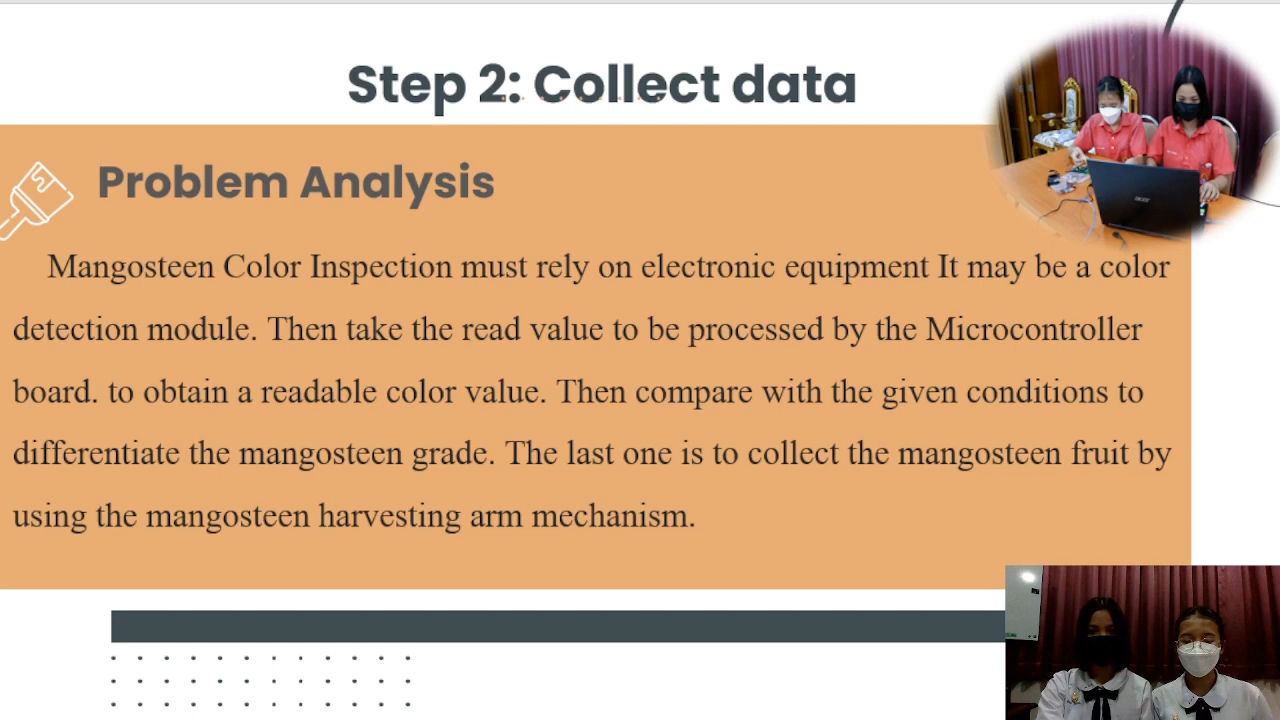 Step 2: Collect data
Problem Analysis
Mangosteen Color Inspection must rely on electronic equipment It may be a color
detection module. Then take the read value to be processed by the Microcontroller
board. to obtain a readable color value. Then compare with the given conditions to
differentiate the mangosteen grade. The last one is to collect the mangosteen fruit by
using the mangosteen harvesting arm mechanism.
acer